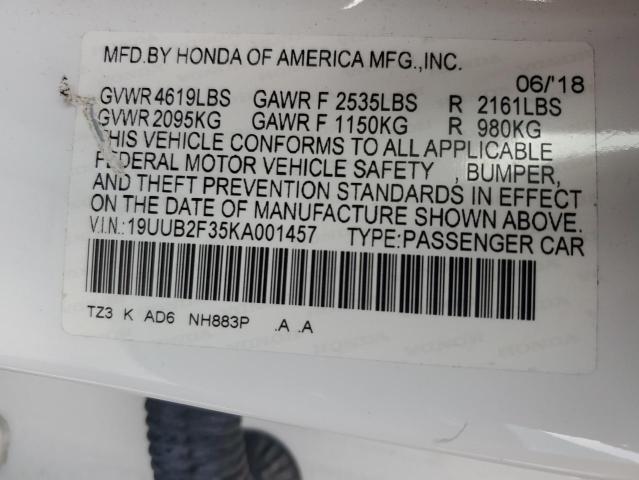 MFD.BY HONDA OF AMERICA MFG.,INC.
06/'18
GVWR 4619LBS GAWR F 2535LBS R 2161LBS
GVWR 2095KG GAWR F 1150KG R 980KG
THIS VEHICLE CONFORMS TO ALL APPLICABLE
FEDERAL MOTOR VEHICLE SAFETY BUMPER,
AND THEFT PREVENTION STANDARDS IN EFFECT
ON THE DATE OF MANUFACTURE SHOWN ABOVE.
V.I.N.:19UUB2F35KA001457 TYPE:PASSENGER CAR
TZ3 K AD6 NH883P .A .A